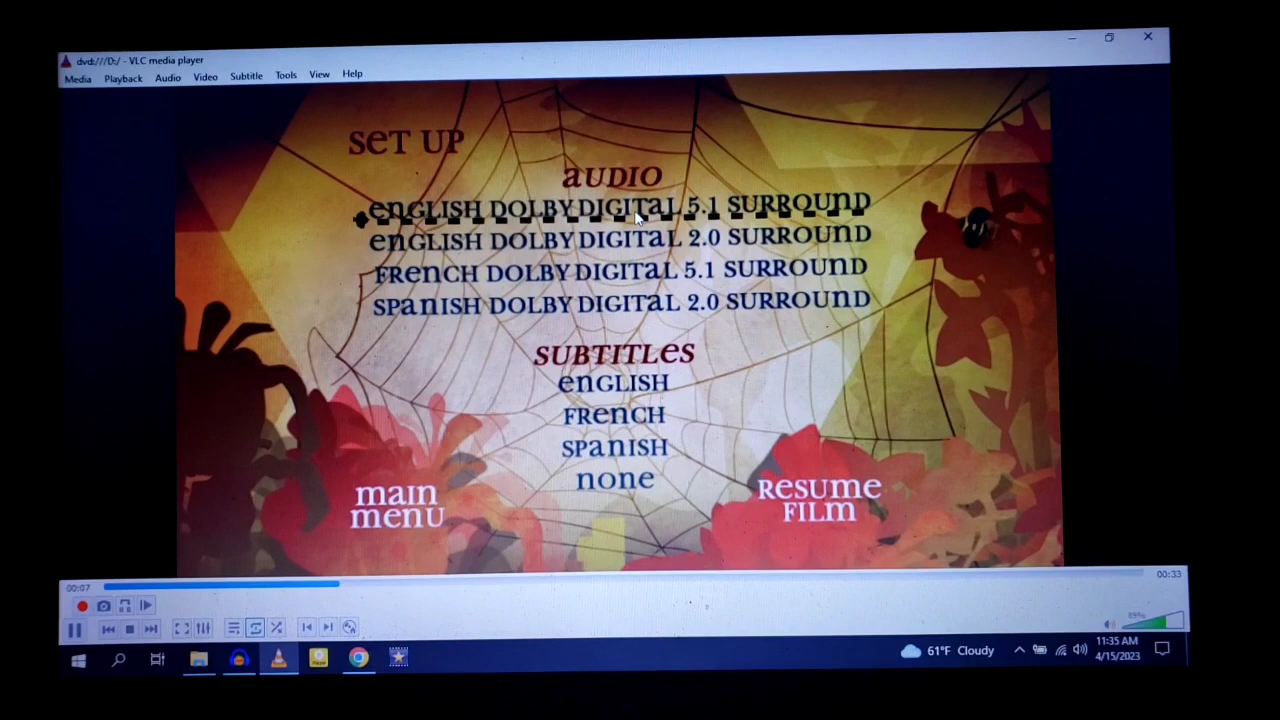 dvd:///D:/ - VLC media player
Media Playback Audio Video Subtitle Tools View Help
SET UP
AUDIO
ENGLISH DOLBY DIGITAL 5.1 SURROUND
ENGLISH DOLBY DIGITAL 2.0 SURROUND
FRENCH DOLBY DIGITAL 5.1 SURROUND
SPANISH DOLBY DIGITAL 2.0 SURROUND
SUBTITLES
ENGLISH
FRENCH
SPANISH
NONE
MAIN
MENU
RESUME
FILM
00:07
00:33
89%
61°F Cloudy
11:35 AM
4/15/2023